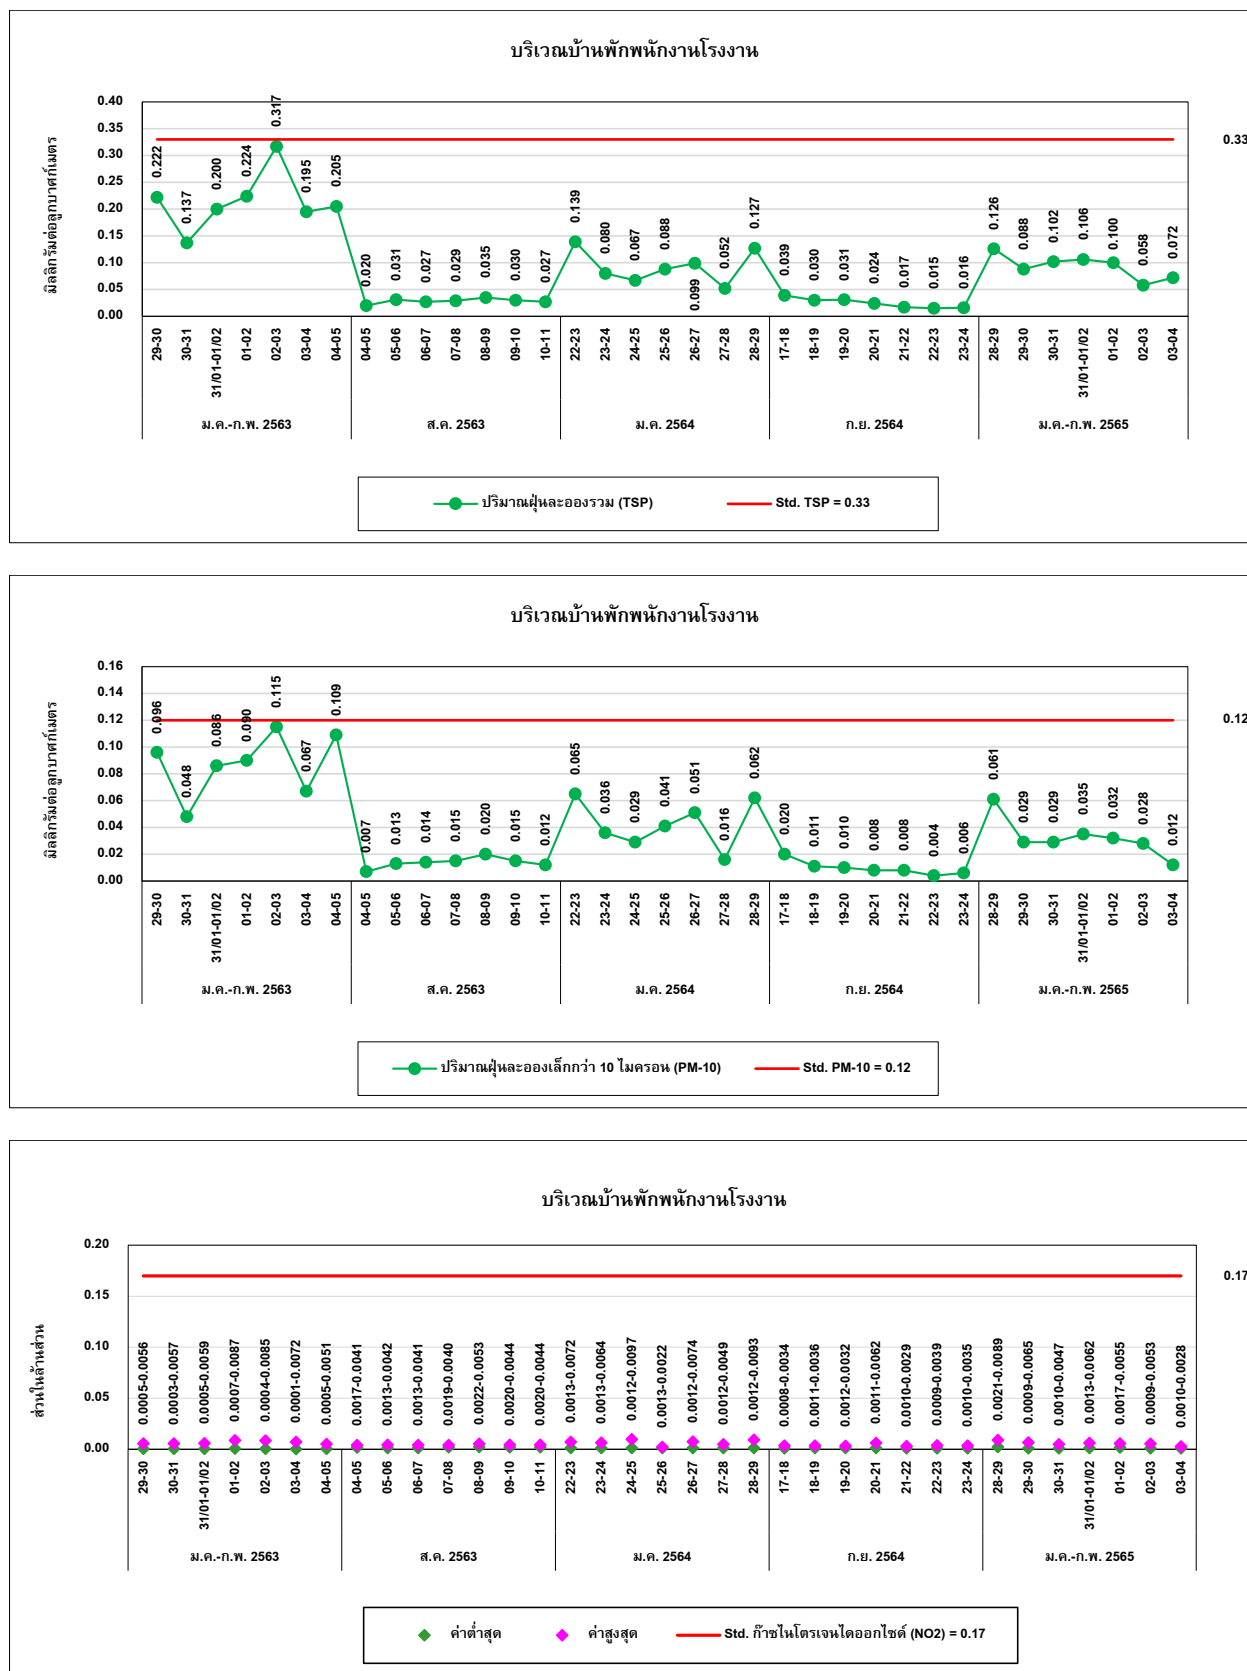 บริเวณบ้านพักพนักงานโรงงาน
มิลลิกรัมต่อลูกบาศก์เมตร
0.40
0.35
0.30
0.25
0.20
0.15
0.10
0.05
0.00
0.222 0.137 0.200 0.224 0.317 0.195 0.205 0.020 0.031 0.027 0.029 0.035 0.030 0.027 0.139 0.080 0.067 0.088 0.099 0.052 0.127 0.039 0.030 0.031 0.024 0.017 0.015 0.016 0.126 0.088 0.102 0.106 0.100 0.058 0.072
0.33
29-30 30-31 31/01-01/02 01-02 02-03 03-04 04-05 04-05 05-06 06-07 07-08 08-09 09-10 10-11 22-23 23-24 24-25 25-26 26-27 27-28 28-29 17-18 18-19 19-20 20-21 21-22 22-23 23-24 28-29 29-30 30-31 31/01-01/02 01-02 02-03 03-04
ม.ค.-ก.พ. 2563 ส.ค. 2563 ม.ค. 2564 ก.ย. 2564 ม.ค.-ก.พ. 2565
ปริมาณฝุ่นละอองรวม (TSP) Std. TSP = 0.33
บริเวณบ้านพักพนักงานโรงงาน
มิลลิกรัมต่อลูกบาศก์เมตร
0.16
0.14
0.12
0.10
0.08
0.06
0.04
0.02
0.00
0.096 0.048 0.086 0.090 0.115 0.067 0.109 0.007 0.013 0.014 0.015 0.020 0.015 0.012 0.065 0.036 0.029 0.041 0.051 0.016 0.062 0.020 0.011 0.010 0.008 0.008 0.004 0.006 0.061 0.029 0.029 0.035 0.032 0.028 0.012
0.12
29-30 30-31 31/01-01/02 01-02 02-03 03-04 04-05 04-05 05-06 06-07 07-08 08-09 09-10 10-11 22-23 23-24 24-25 25-26 26-27 27-28 28-29 17-18 18-19 19-20 20-21 21-22 22-23 23-24 28-29 29-30 30-31 31/01-01/02 01-02 02-03 03-04
ม.ค.-ก.พ. 2563 ส.ค. 2563 ม.ค. 2564 ก.ย. 2564 ม.ค.-ก.พ. 2565
ปริมาณฝุ่นละอองเล็กกว่า 10 ไมครอน (PM-10) Std. PM-10 = 0.12
บริเวณบ้านพักพนักงานโรงงาน
ส่วนในล้านส่วน
0.20
0.15
0.10
0.05
0.00
0.0005-0.0056 0.0003-0.0057 0.0005-0.0059 0.0007-0.0087 0.0004-0.0085 0.0001-0.0072 0.0005-0.0051 0.0017-0.0041 0.0013-0.0042 0.0013-0.0041 0.0019-0.0040 0.0022-0.0053 0.0020-0.0044 0.0020-0.0044 0.0013-0.0072 0.0013-0.0064 0.0012-0.0097 0.0013-0.0022 0.0012-0.0074 0.0012-0.0049 0.0012-0.0093 0.0008-0.0034 0.0011-0.0036 0.0012-0.0032 0.0011-0.0062 0.0010-0.0029 0.0009-0.0039 0.0010-0.0035 0.0021-0.0089 0.0009-0.0065 0.0010-0.0047 0.0013-0.0062 0.0017-0.0055 0.0009-0.0053 0.0010-0.0028
0.17
29-30 30-31 31/01-01/02 01-02 02-03 03-04 04-05 04-05 05-06 06-07 07-08 08-09 09-10 10-11 22-23 23-24 24-25 25-26 26-27 27-28 28-29 17-18 18-19 19-20 20-21 21-22 22-23 23-24 28-29 29-30 30-31 31/01-01/02 01-02 02-03 03-04
ม.ค.-ก.พ. 2563 ส.ค. 2563 ม.ค. 2564 ก.ย. 2564 ม.ค.-ก.พ. 2565
ค่าต่ำสุด ค่าสูงสุด Std. ก๊าซไนโตรเจนไดออกไซด์ (NO2) = 0.17